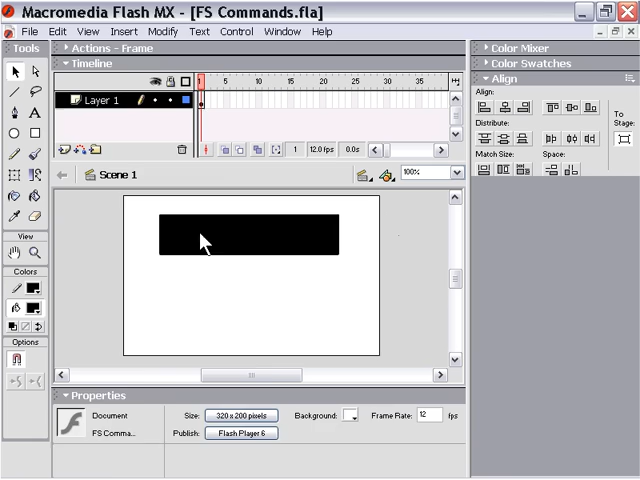 Macromedia Flash MX - [FS Commands.fla]
File Edit View Insert Modify Text Control Window Help
Tools
Actions - Frame
Timeline
1 5 10 15 20 25 30 35
Layer 1
1 12.0 fps 0.0s
Scene 1
100%
View
Colors
Options
Properties
Document
FS Comma...
Size: 320 x 200 pixels
Background:
Frame Rate: 12 fps
Publish: Flash Player 6
Color Mixer
Color Swatches
Align
Align:
Distribute:
Match Size:
Space:
To
Stage: